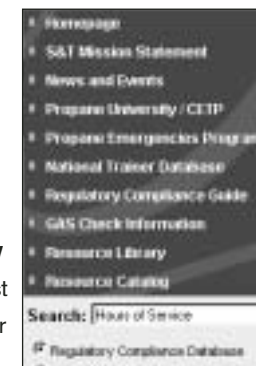 Homepage
S&T Mission Statement
News and Events
Propane University / CETP
Propane Emergencies Program
National Trainer Database
Regulatory Compliance Guide
GAS Check Information
Resource Library
Resource Catalog
st
Search: Hours of Service
r
Regulatory Compliance Database